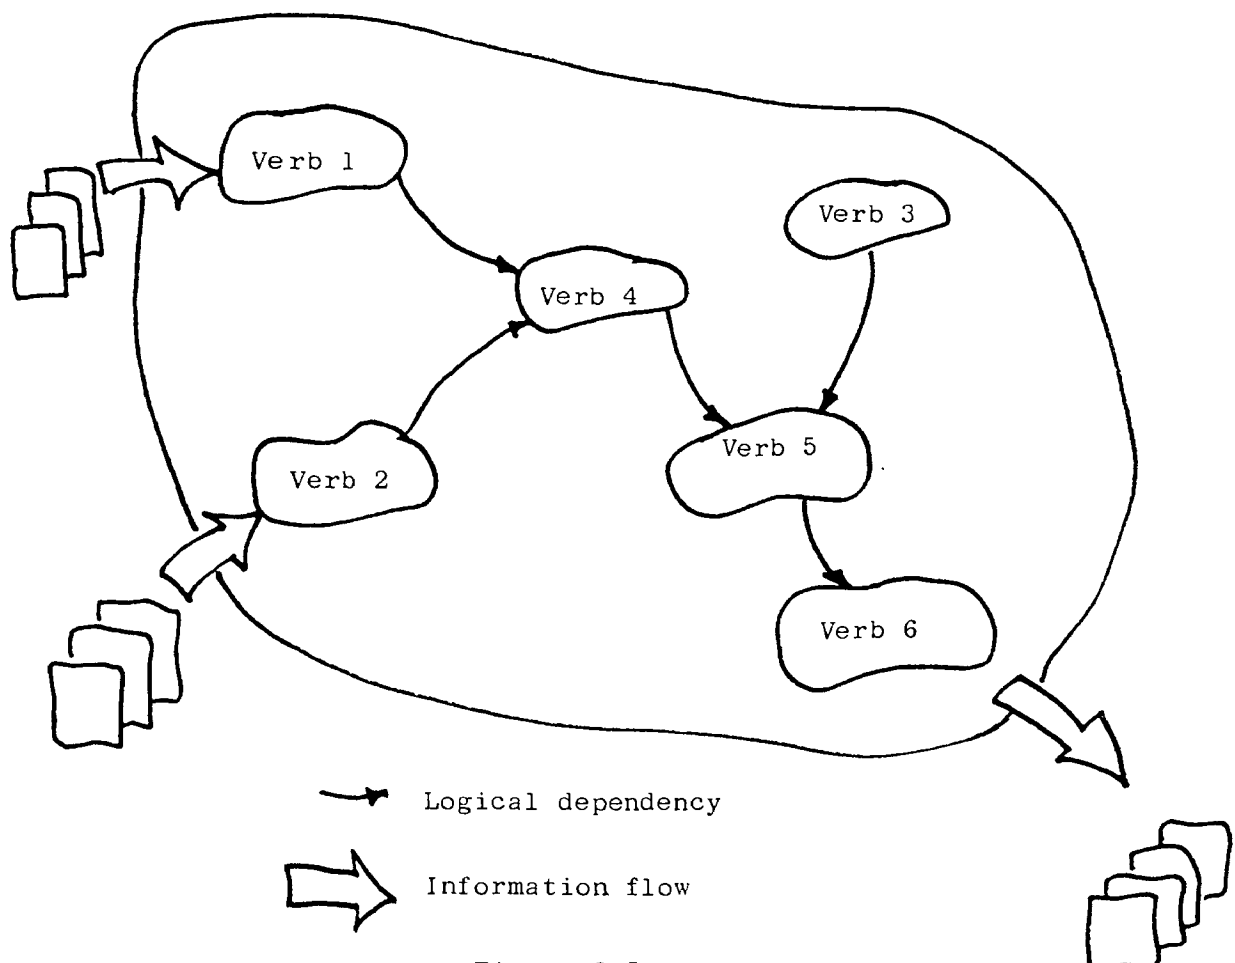 Verb 1
Verb 3
Verb 4
Verb 5
Verb 2
Verb 6
Logical dependency
Information flow